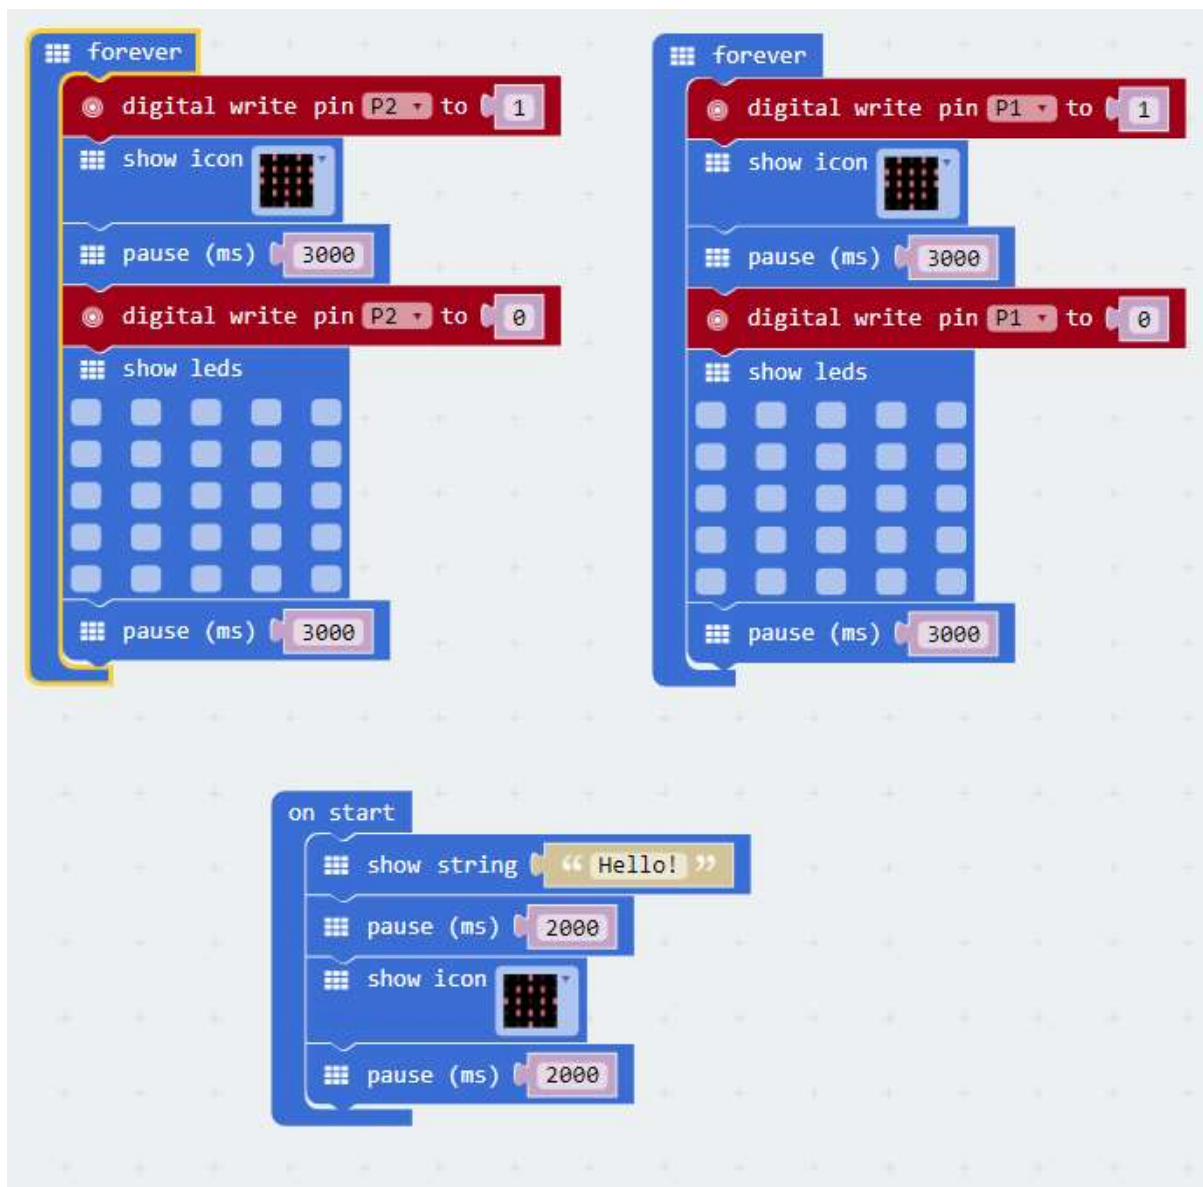 forever
digital write pin P2 to 1
show icon
pause (ms) 3000
digital write pin P2 to 0
show leds
pause (ms) 3000
forever
digital write pin P1 to 1
show icon
pause (ms) 3000
digital write pin P1 to 0
show leds
pause (ms) 3000
on start
show string “ Hello! ”
pause (ms) 2000
show icon
pause (ms) 2000